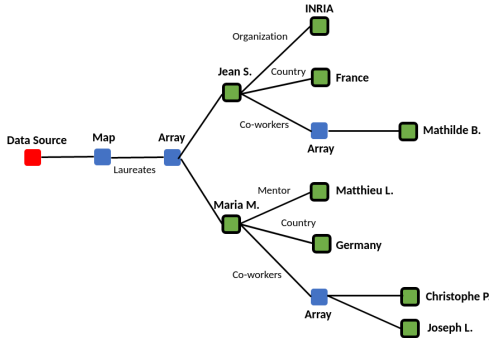 INRIA
Organization
Jean S.
Country
France
Co-workers
Mathilde B.
Array
Data Source
Map
Array
Laureates
Mentor
Matthieu L.
Maria M.
Country
Germany
Co-workers
Christophe P
Array
Joseph L.